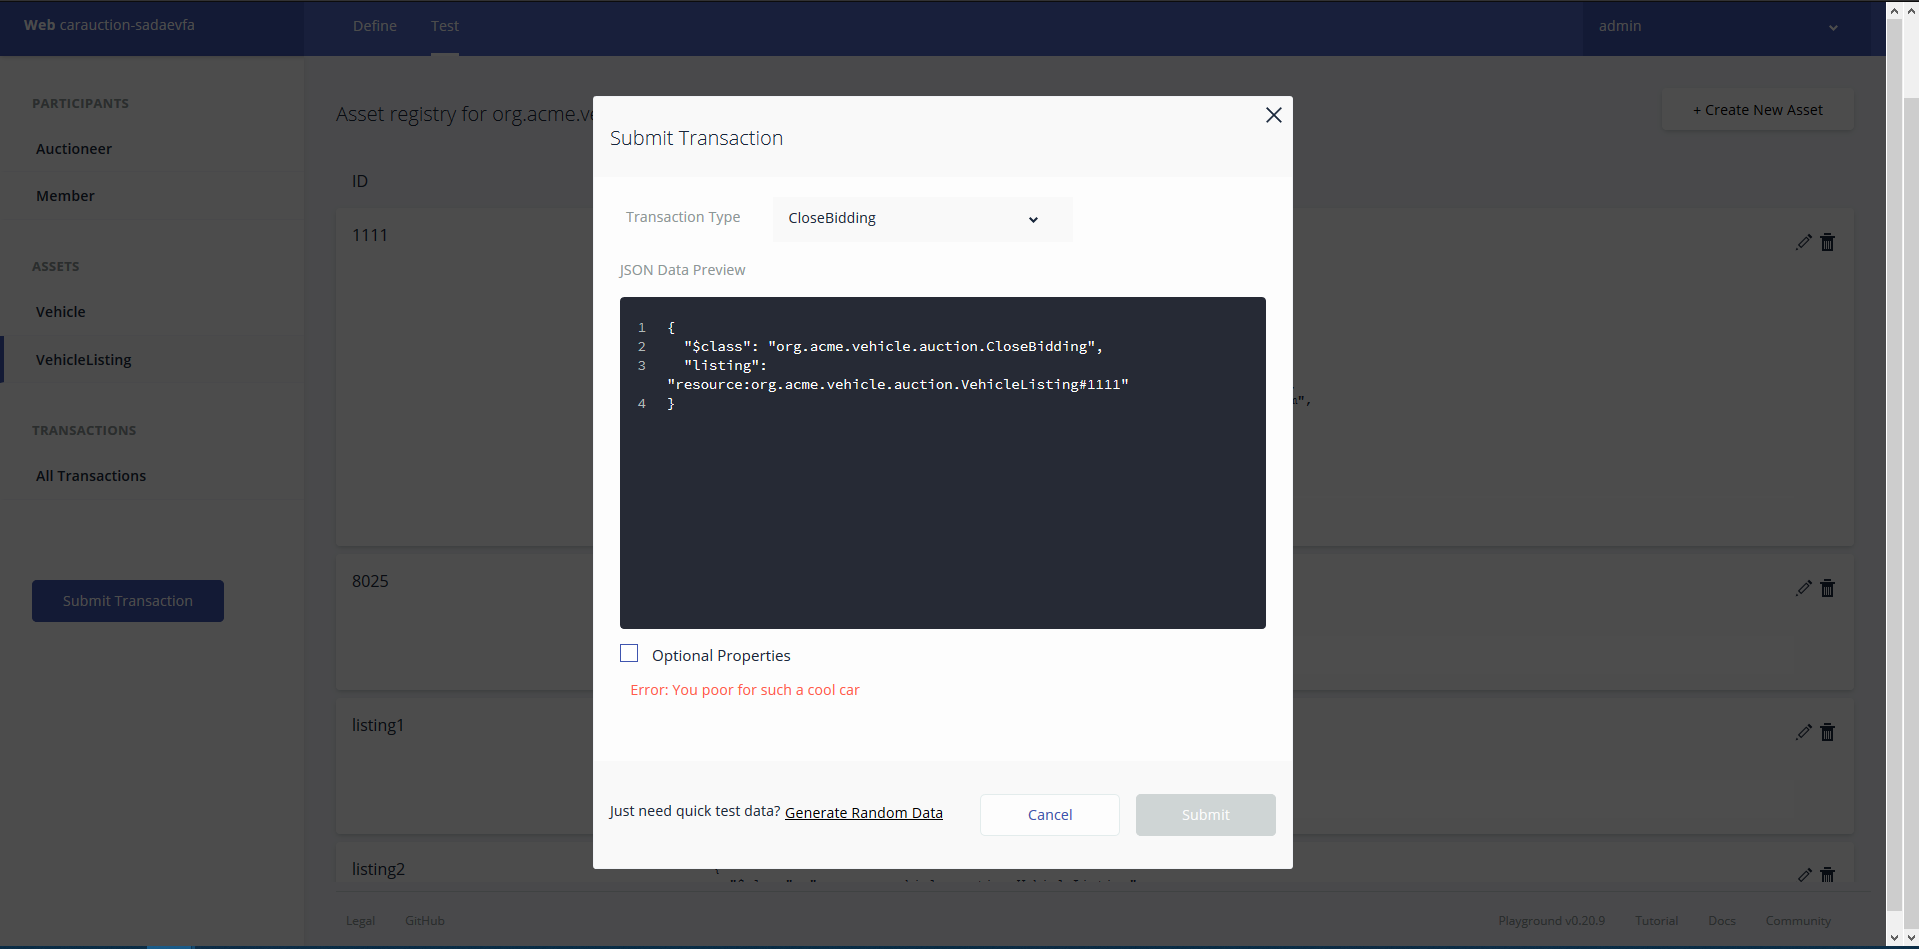 Web carauction-sadaevfa
Define
Test
admin
PARTICIPANTS
Auctioneer
Member
ASSETS
Vehicle
VehicleListing
TRANSACTIONS
All Transactions
Submit Transaction
Asset registry for org.acme.ve
+ Create New Asset
ID
1111
8025
listing1
listing2
Submit Transaction
Transaction Type
CloseBidding
JSON Data Preview
1 {
2 "$class": "org.acme.vehicle.auction.CloseBidding",
3 "listing":
"resource:org.acme.vehicle.auction.VehicleListing#1111"
4 }
Optional Properties
Error: You poor for such a cool car
Just need quick test data? Generate Random Data
Cancel
Submit
Legal
GitHub
Playground v0.20.9
Tutorial
Docs
Community